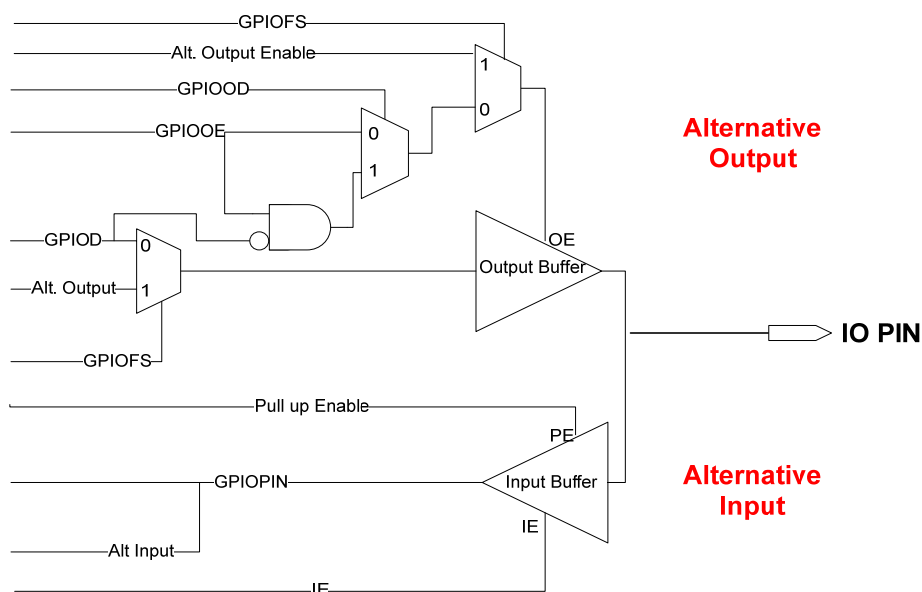 GPIOFS
Alt. Output Enable
1
GPIOOD
0
GPIOOE
0
Alternative
Output
1
GPIOD
0
OE
Output Buffer
Alt. Output
1
IO PIN
GPIOFS
Pull up Enable
PE
GPIOPIN
Input Buffer
Alternative
Input
IE
Alt Input
IE